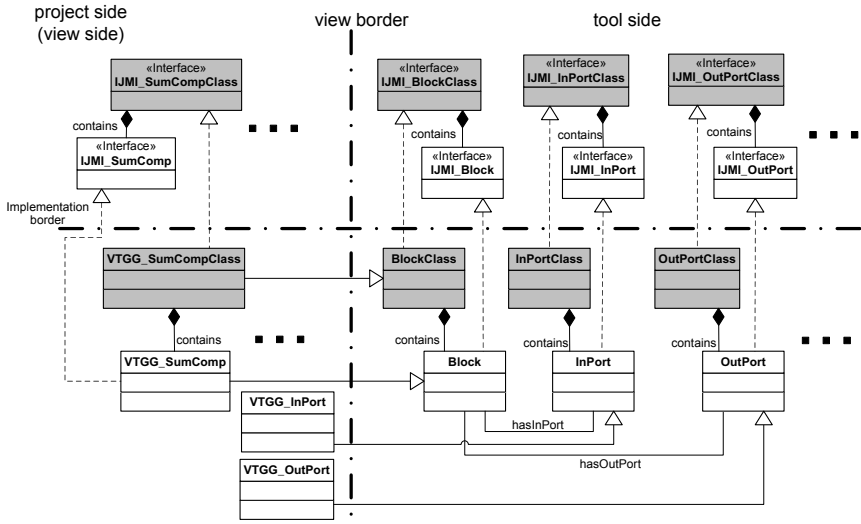 project side
(view side)
view border
tool side
«Interface»
IJMI_SumCompClass
«Interface»
IJMI_BlockClass
«Interface»
IJMI_InPortClass
«Interface»
IJMI_OutPortClass
contains
contains
contains
contains
«Interface»
IJMI_SumComp
«Interface»
IJMI_Block
«Interface»
IJMI_InPort
«Interface»
IJMI_OutPort
Implementation
border
VTGG_SumCompClass
BlockClass
InPortClass
OutPortClass
contains
contains
contains
contains
VTGG_SumComp
Block
InPort
OutPort
VTGG_InPort
hasInPort
hasOutPort
VTGG_OutPort